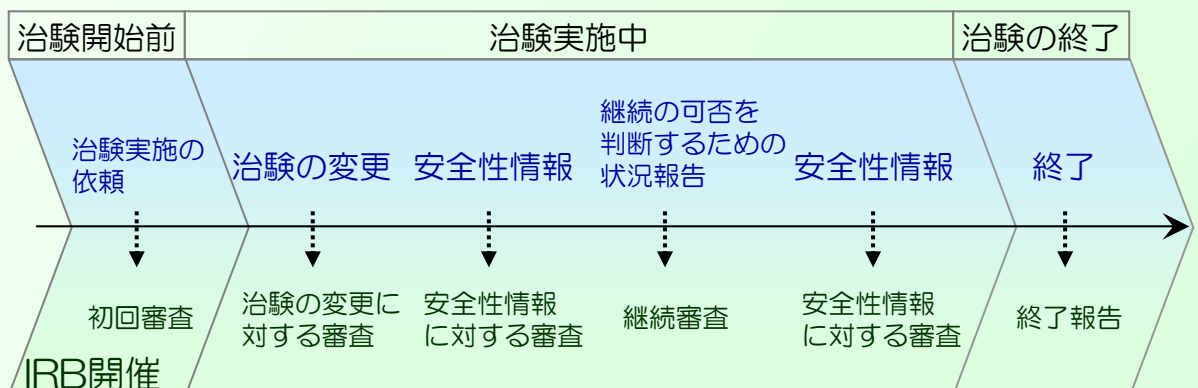 治験開始前
治験実施中
治験の終了
治験実施の
依頼
治験の変更
安全性情報
継続の可否を
判断するための
状況報告
安全性情報
終了
初回審査
治験の変更に
対する審査
安全性情報
に対する審査
継続審査
安全性情報
に対する審査
終了報告
IRB開催